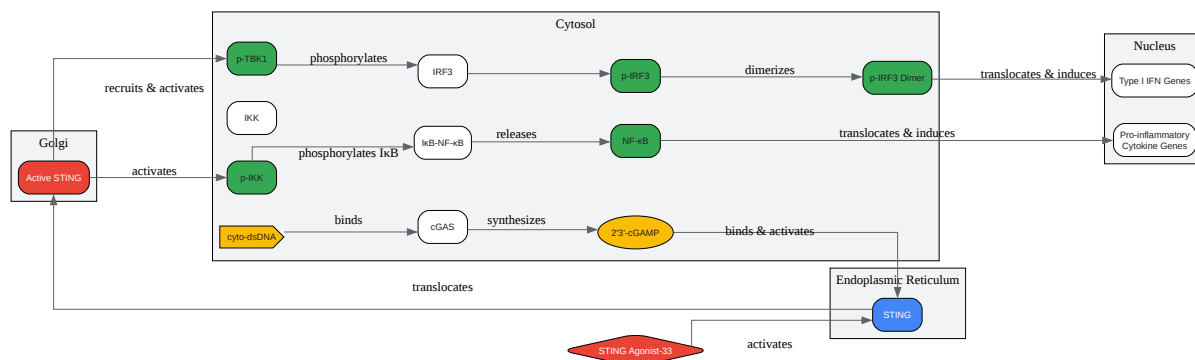 Cytosol
p-TBK1
phosphorylates
IRF3
p-IRF3
dimerizes
p-IRF3 Dimer
translocates & induces
Nucleus
Type I IFN Genes
recruits & activates
IKK
Golgi
Active STING
activates
p-IKK
phosphorylates IκB
IκB-NF-κB
releases
NF-κB
translocates & induces
Pro-inflammatory
Cytokine Genes
cyto-dsDNA
binds
cGAS
synthesizes
2'3'-cGAMP
binds & activates
Endoplasmic Reticulum
STING
translocates
STING Agonist-33
activates